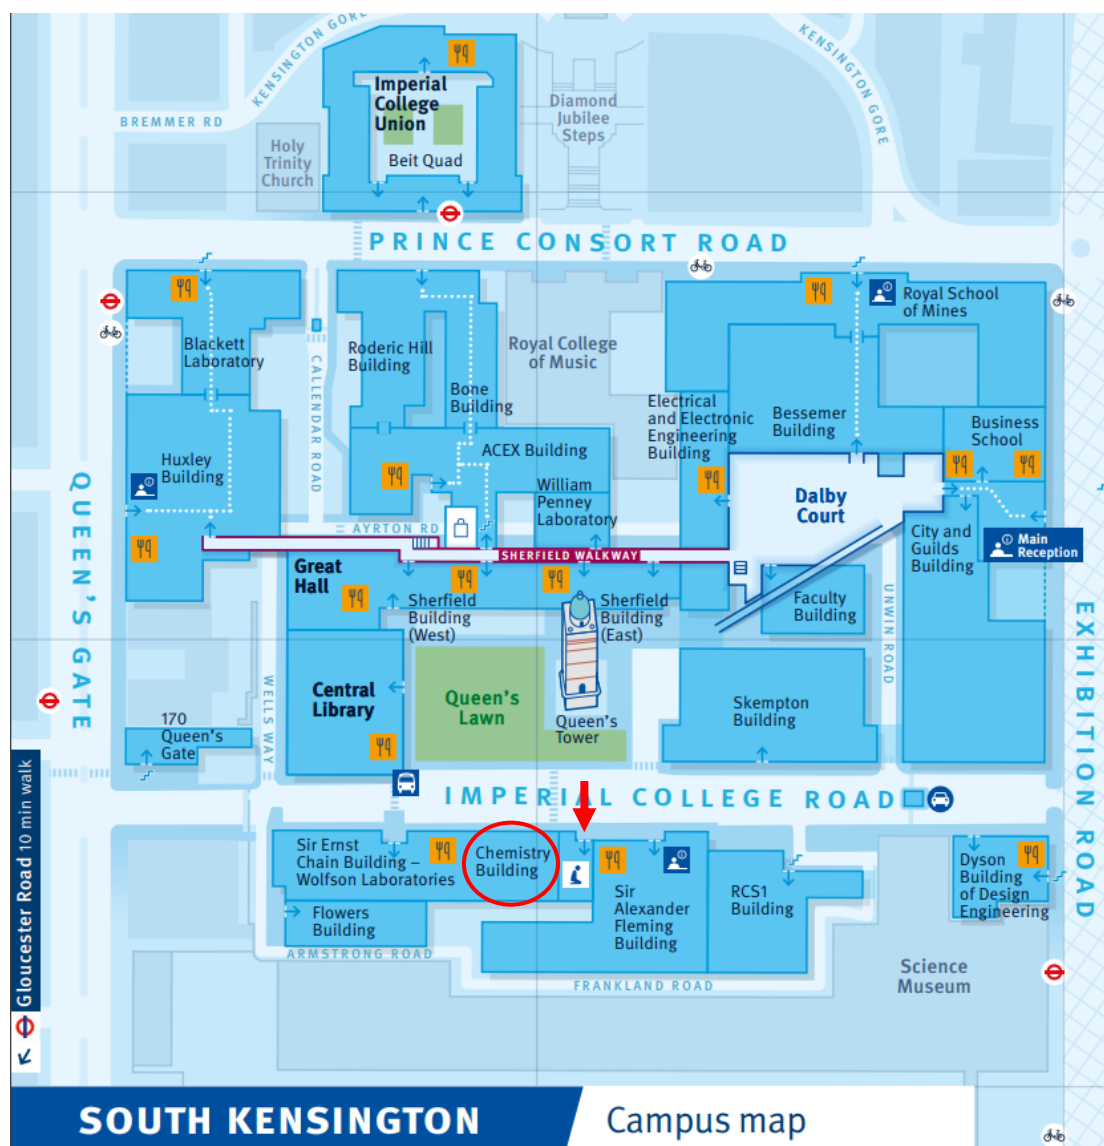 KENSINGTON GORE
KENSINGTON GORE
BREMMER RD
Imperial
College
Union
Beit Quad
Diamond
Jubilee
Steps
Holy
Trinity
Church
PRINCE CONSORT ROAD
Blackett
Laboratory
CALLENDAR ROAD
Roderic Hill
Building
Bone
Building
Royal College
of Music
Royal School
of Mines
Electrical
and Electronic
Engineering
Building
Bessemer
Building
Business
School
Huxley
Building
ACEX Building
William
Penney
Laboratory
Dalby
Court
QUEEN'S GATE
AYRTON RD
SHERFIELD WALKWAY
City and
Guilds
Building
Main
Reception
Great
Hall
Sherfield
Building
(West)
Sherfield
Building
(East)
Faculty
Building
UNWIN ROAD
EXHIBITION ROAD
WELLS WAY
Central
Library
Queen's
Lawn
Queen's
Tower
Skempton
Building
170
Queen's
Gate
IMPERIAL COLLEGE ROAD
Gloucester Road 10 min walk
Sir Ernst
Chain Building –
Wolfson Laboratories
Chemistry
Building
Flowers
Building
Sir
Alexander
Fleming
Building
RCS1
Building
Dyson
Building
of Design
Engineering
ARMSTRONG ROAD
FRANKLAND ROAD
Science
Museum
SOUTH KENSINGTON
Campus map